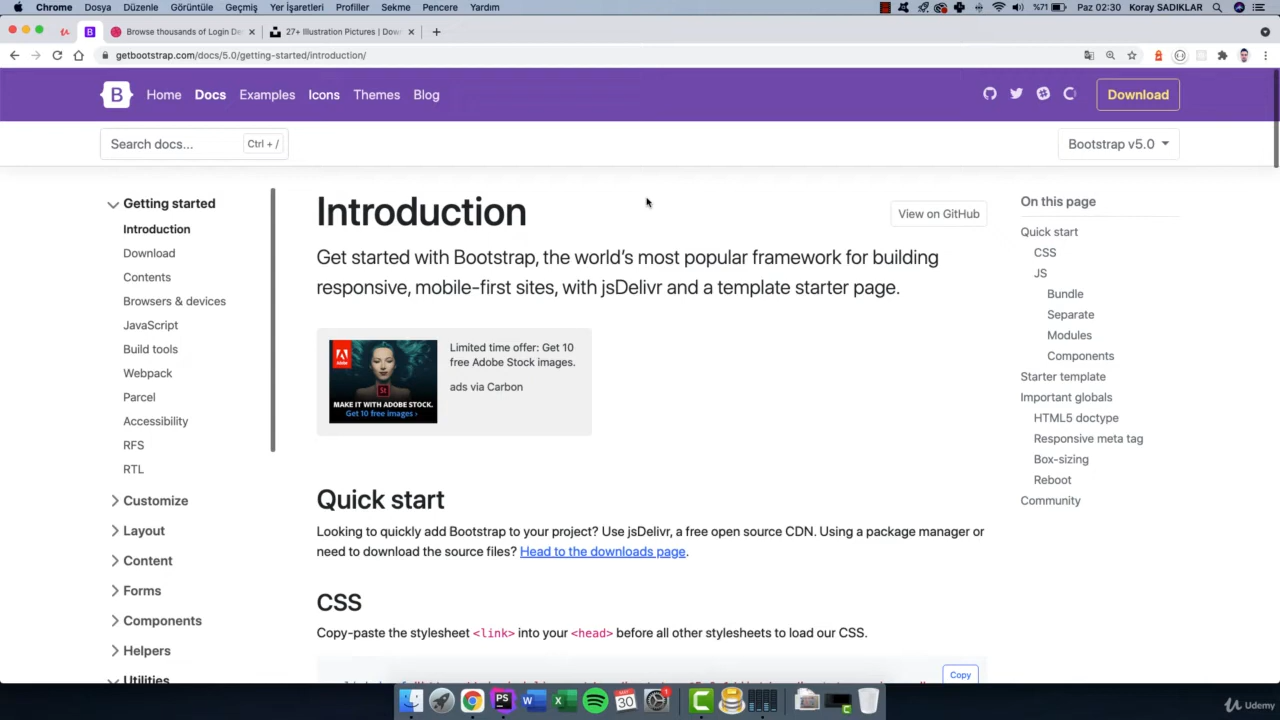 Chrome Dosya Düzenle Görüntüle Geçmiş Yer İşaretleri Profiller Sekme Pencere Yardım %71 Paz 02:30 Koray SADIKLAR
Browse thousands of Login De × 27+ Illustration Pictures | Dow × +
getbootstrap.com/docs/5.0/getting-started/introduction/
B Home Docs Examples Icons Themes Blog Download
Search docs... Ctrl + / Bootstrap v5.0
Getting started
Introduction
Download
Contents
Browsers & devices
JavaScript
Build tools
Webpack
Parcel
Accessibility
RFS
RTL
Customize
Layout
Content
Forms
Components
Helpers
Utilities
Introduction
View on GitHub
Get started with Bootstrap, the world's most popular framework for building
responsive, mobile-first sites, with jsDelivr and a template starter page.
Adobe
St
MAKE IT WITH ADOBE STOCK.
Get 10 free images ›
Limited time offer: Get 10
free Adobe Stock images.
ads via Carbon
Quick start
Looking to quickly add Bootstrap to your project? Use jsDelivr, a free open source CDN. Using a package manager or
need to download the source files? Head to the downloads page.
CSS
Copy-paste the stylesheet <link> into your <head> before all other stylesheets to load our CSS.
Copy
On this page
Quick start
CSS
JS
Bundle
Separate
Modules
Components
Starter template
Important globals
HTML5 doctype
Responsive meta tag
Box-sizing
Reboot
Community
PS
W
X
30
1
Udemy